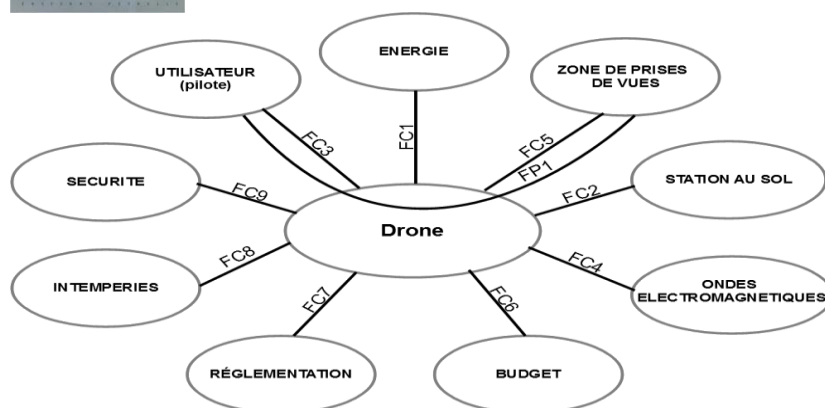 ENERGIE
UTILISATEUR
(pilote)
ZONE DE PRISES
DE VUES
FC3
FC1
FC5
FP1
SECURITE
FC9
FC2
STATION AU SOL
Drone
INTEMPERIES
FC8
FC4
ONDES
ELECTROMAGNETIQUES
FC7
FC6
RÉGLEMENTATION
BUDGET